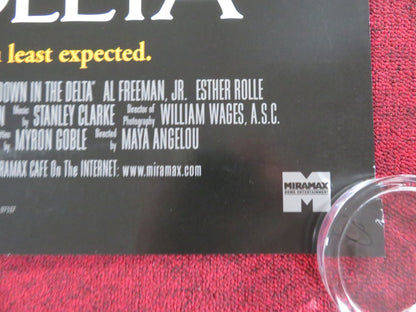 DELTA
least expected.
DOWN IN THE DELTA" AL FREEMAN, JR. ESTHER ROLLE
Music by STANLEY CLARKE Director of Photography WILLIAM WAGES, A.S.C.
by MYRON GOBLE Directed by MAYA ANGELOU
MIRAMAX CAFE On The INTERNET: www.miramax.com
MIRAMAX
HOME ENTERTAINMENT